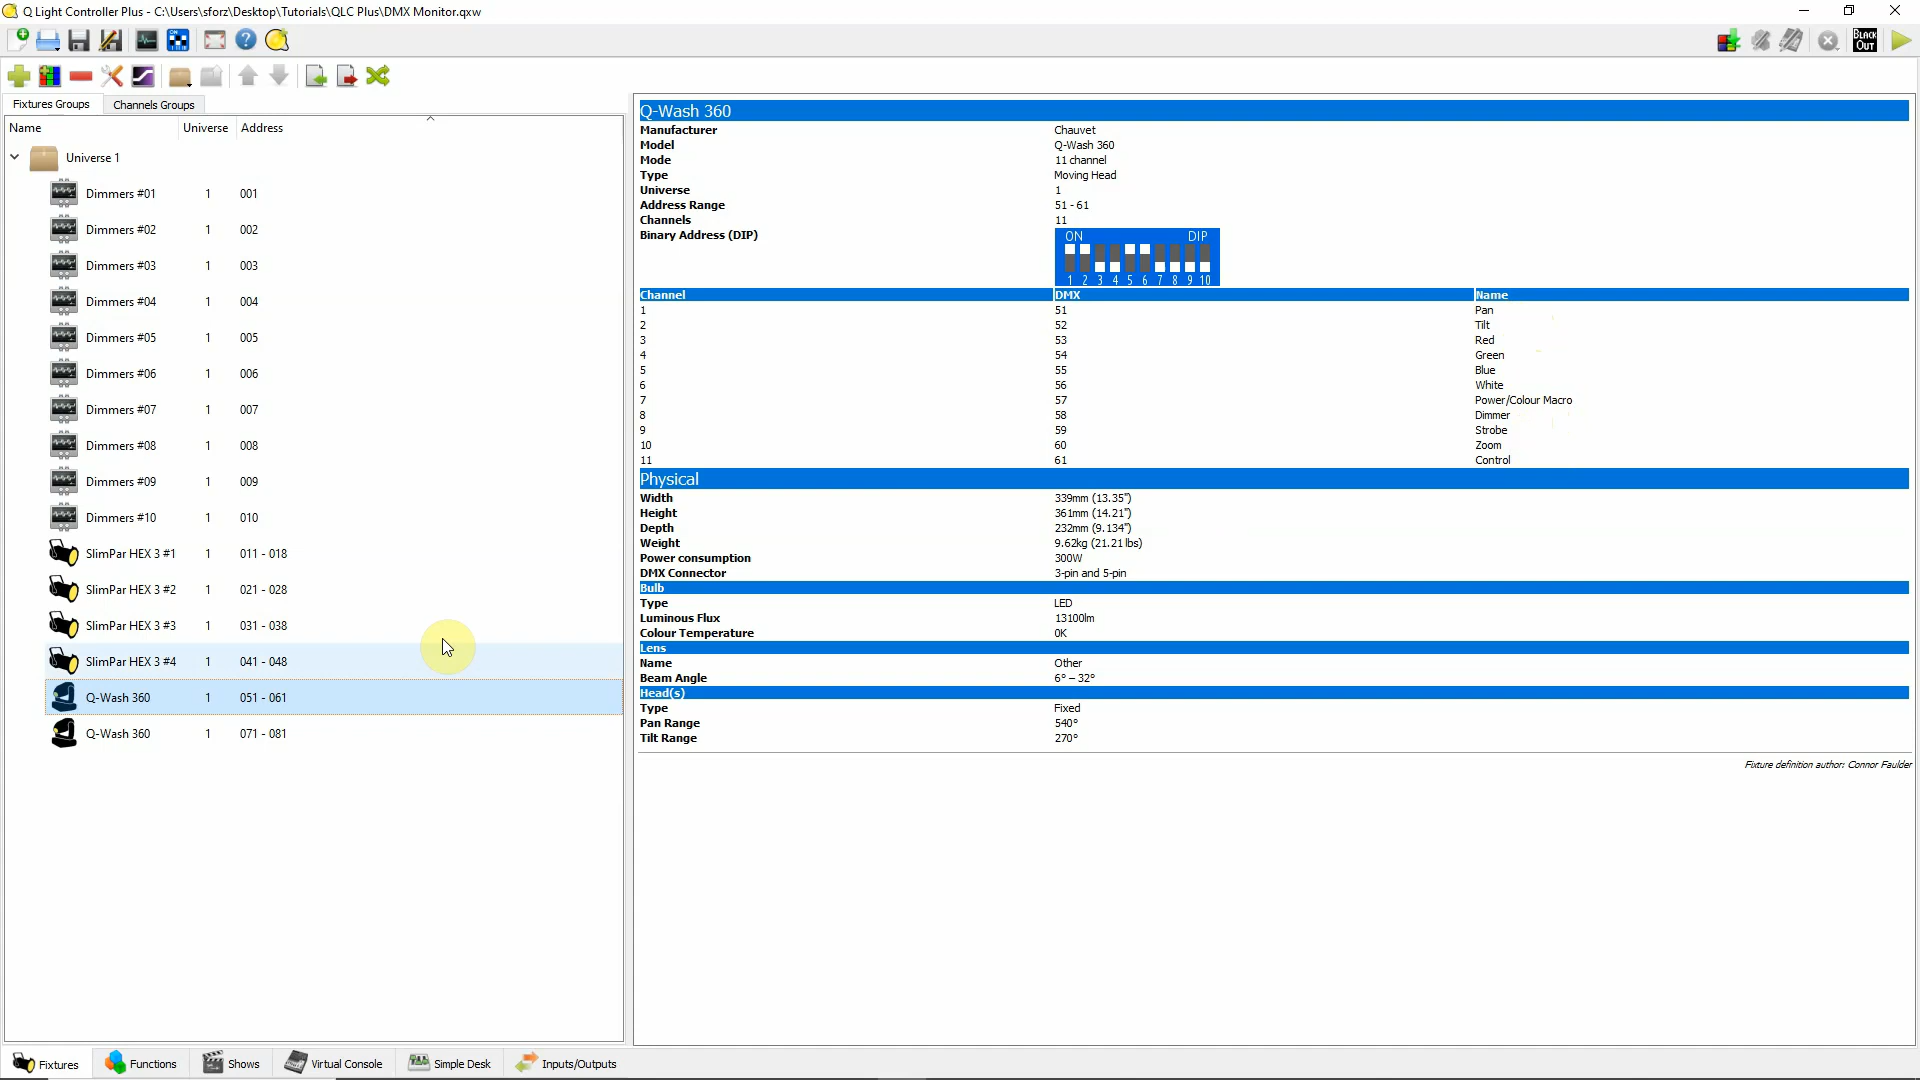 Q Light Controller Plus - C:\Users\sforz\Desktop\Tutorials\QLC Plus\DMX Monitor.qxw
BLACK OUT
Fixtures Groups Channels Groups
Name Universe Address
Universe 1
Dimmers #01 1 001
Dimmers #02 1 002
Dimmers #03 1 003
Dimmers #04 1 004
Dimmers #05 1 005
Dimmers #06 1 006
Dimmers #07 1 007
Dimmers #08 1 008
Dimmers #09 1 009
Dimmers #10 1 010
SlimPar HEX 3 #1 1 011 - 018
SlimPar HEX 3 #2 1 021 - 028
SlimPar HEX 3 #3 1 031 - 038
SlimPar HEX 3 #4 1 041 - 048
Q-Wash 360 1 051 - 061
Q-Wash 360 1 071 - 081
Q-Wash 360
Manufacturer Chauvet
Model Q-Wash 360
Mode 11 channel
Type Moving Head
Universe 1
Address Range 51 - 61
Channels 11
Binary Address (DIP)
ON DIP
1 2 3 4 5 6 7 8 9 10
Channel DMX Name
1 51 Pan
2 52 Tilt
3 53 Red
4 54 Green
5 55 Blue
6 56 White
7 57 Power/Colour Macro
8 58 Dimmer
9 59 Strobe
10 60 Zoom
11 61 Control
Physical
Width 339mm (13.35")
Height 361mm (14.21")
Depth 232mm (9.134")
Weight 9.62kg (21.21 lbs)
Power consumption 300W
DMX Connector 3-pin and 5-pin
Bulb
Type LED
Luminous Flux 13100lm
Colour Temperature 0K
Lens
Name Other
Beam Angle 6° – 32°
Head(s)
Type Fixed
Pan Range 540°
Tilt Range 270°
Fixture definition author: Connor Faulder
Fixtures Functions Shows Virtual Console Simple Desk Inputs/Outputs